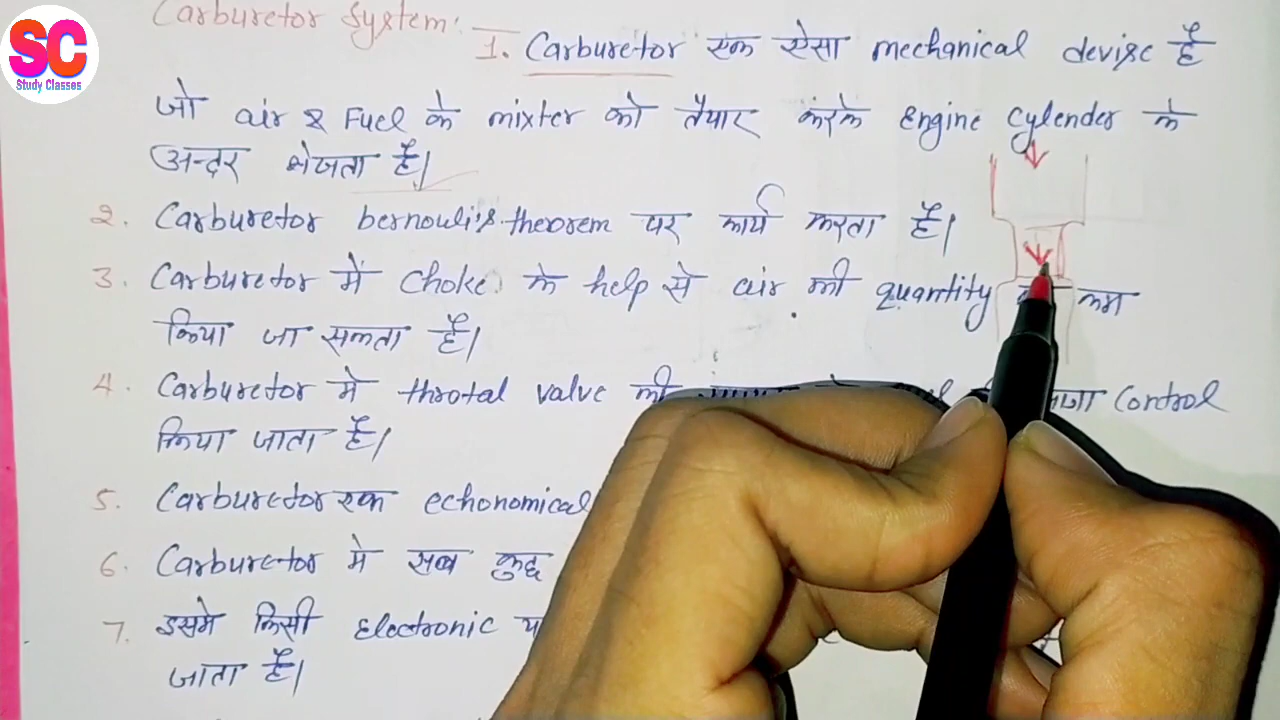 SC
Study Classes
Carburetor System:
1. Carburetor एक ऐसा mechanical devise है
जो air & Fuel के mixter को तैयार करके Engine Cylender के
अन्दर भेजता है।
2. Carburetor bernouli's theorem पर कार्य करता है।
3. Carburetor में Choke के help से air की quantity कम
किया जा सकता है।
4. Carburetor मे throtal valve की Control
किया जाता है।
5. Carburetor एक echonomical
6. Carburetor मे सब कुछ
7. इसमे किसी Electronic
जाता है।